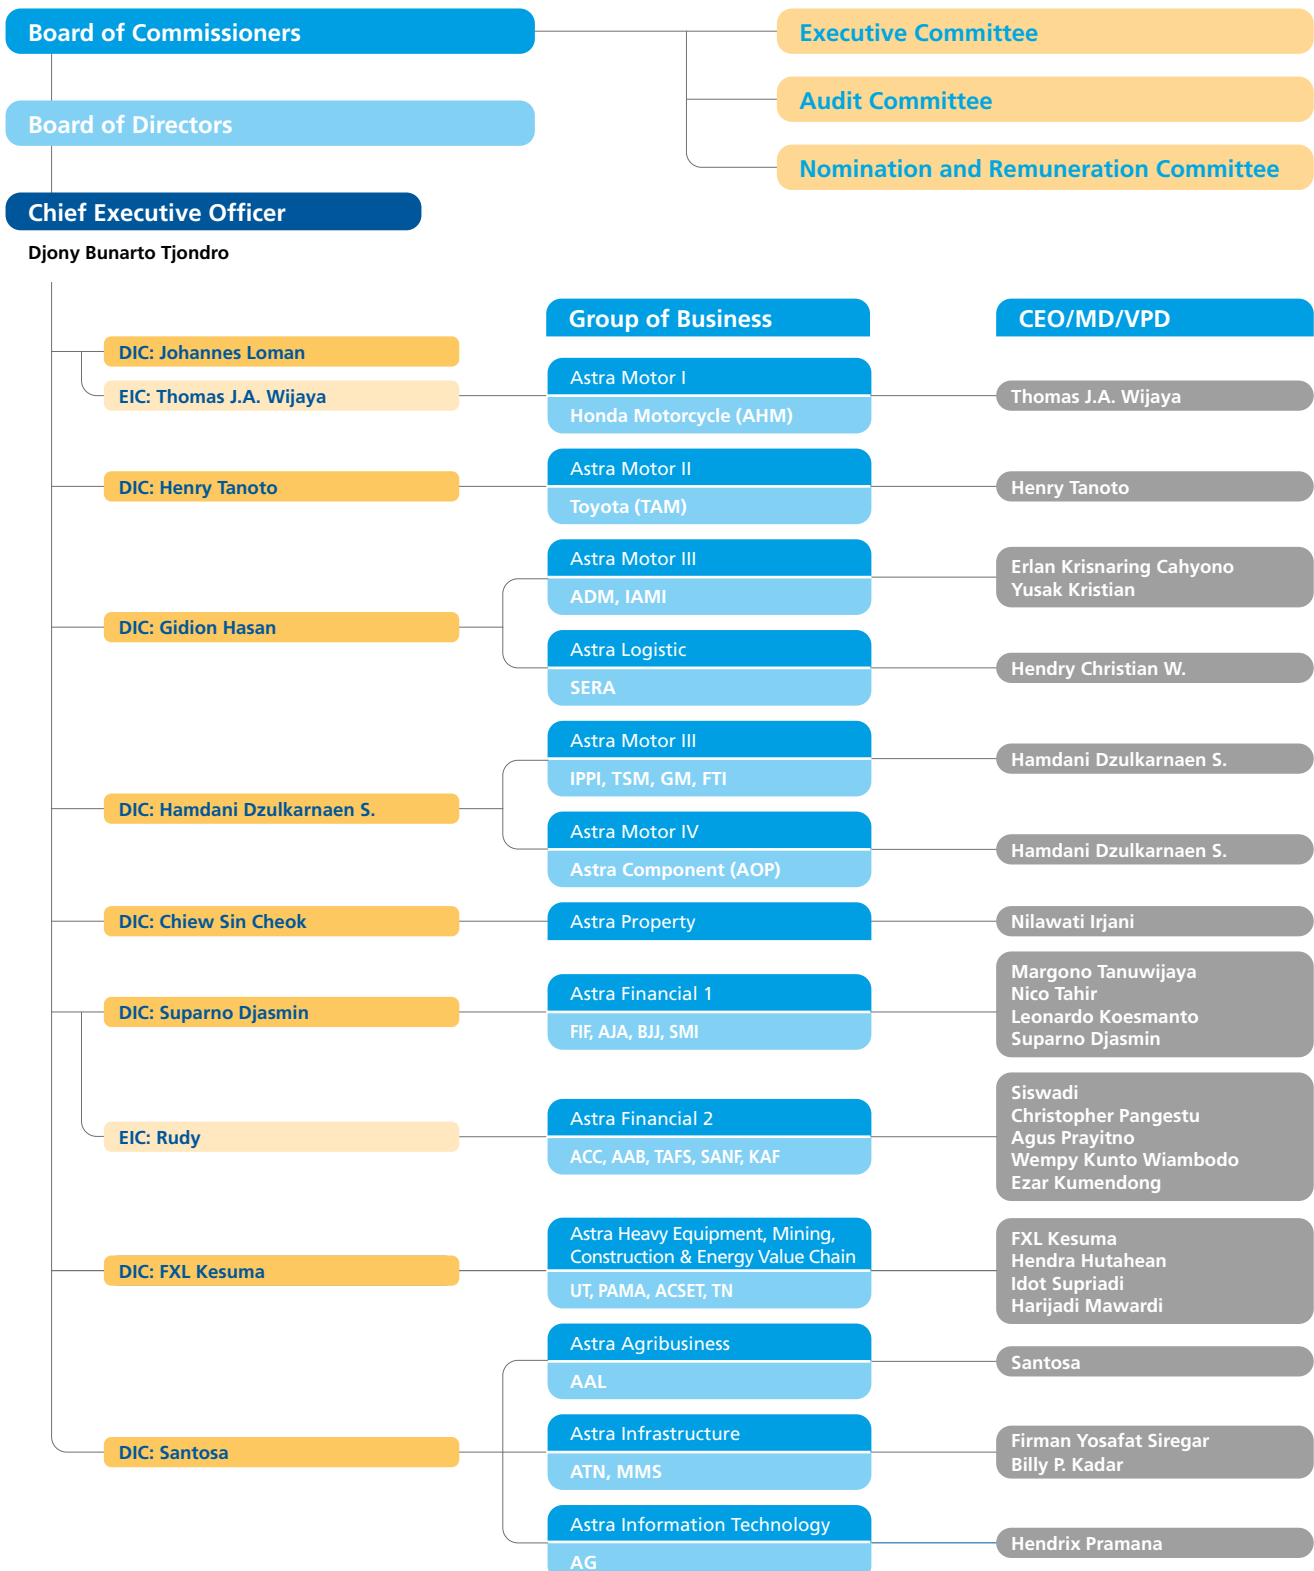 Board of Commissioners
Executive Committee
Audit Committee
Board of Directors
Nomination and Remuneration Committee
Chief Executive Officer
Djony Bunarto Tjondro
Group of Business
CEO/MD/VPD
DIC: Johannes Loman
EIC: Thomas J.A. Wijaya
Astra Motor I
Honda Motorcycle (AHM)
Thomas J.A. Wijaya
DIC: Henry Tanoto
Astra Motor II
Toyota (TAM)
Henry Tanoto
DIC: Gidion Hasan
Astra Motor III
ADM, IAMI
Erlan Krisnaring Cahyono
Yusak Kristian
Astra Logistic
SERA
Hendry Christian W.
DIC: Hamdani Dzulkarnaen S.
Astra Motor III
IPPI, TSM, GM, FTI
Hamdani Dzulkarnaen S.
Astra Motor IV
Astra Component (AOP)
Hamdani Dzulkarnaen S.
DIC: Chiew Sin Cheok
Astra Property
Nilawati Irjani
DIC: Suparno Djasmin
Astra Financial 1
FIF, AJA, BJJ, SMI
Margono Tanuwijaya
Nico Tahir
Leonardo Koesmanto
Suparno Djasmin
EIC: Rudy
Astra Financial 2
ACC, AAB, TAFS, SANF, KAF
Siswadi
Christopher Pangestu
Agus Prayitno
Wempy Kunto Wiambodo
Ezar Kumendong
DIC: FXL Kesuma
Astra Heavy Equipment, Mining,
Construction & Energy Value Chain
UT, PAMA, ACSET, TN
FXL Kesuma
Hendra Hutahean
Idot Supriadi
Harijadi Mawardi
DIC: Santosa
Astra Agribusiness
AAL
Santosa
Astra Infrastructure
ATN, MMS
Firman Yosafat Siregar
Billy P. Kadar
Astra Information Technology
AG
Hendrix Pramana